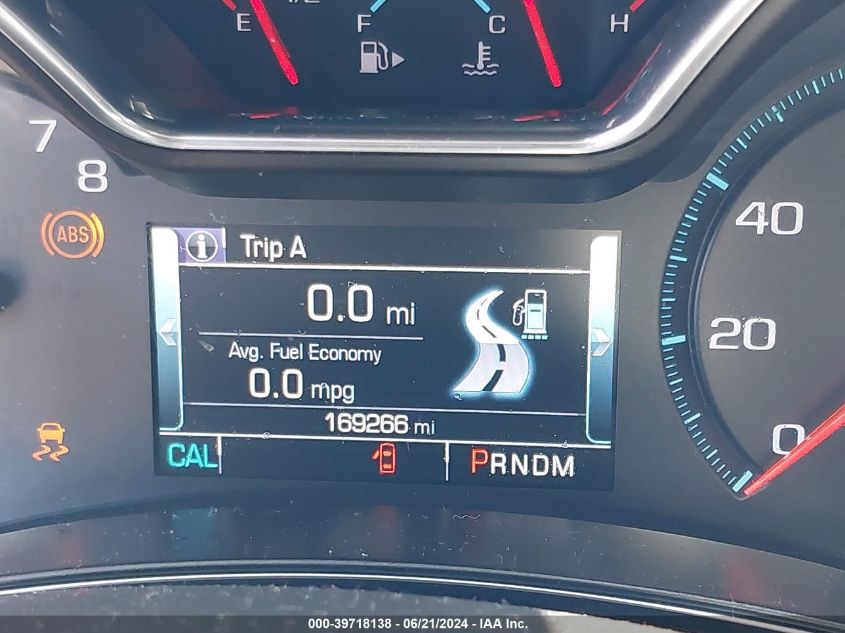 E F C H
7
8
ABS
Trip A
0.0 mi
Avg. Fuel Economy
0.0 mpg
169266 mi
CAL PRNDM
40
20
0
000-39718138 - 06/21/2024 - IAA Inc.